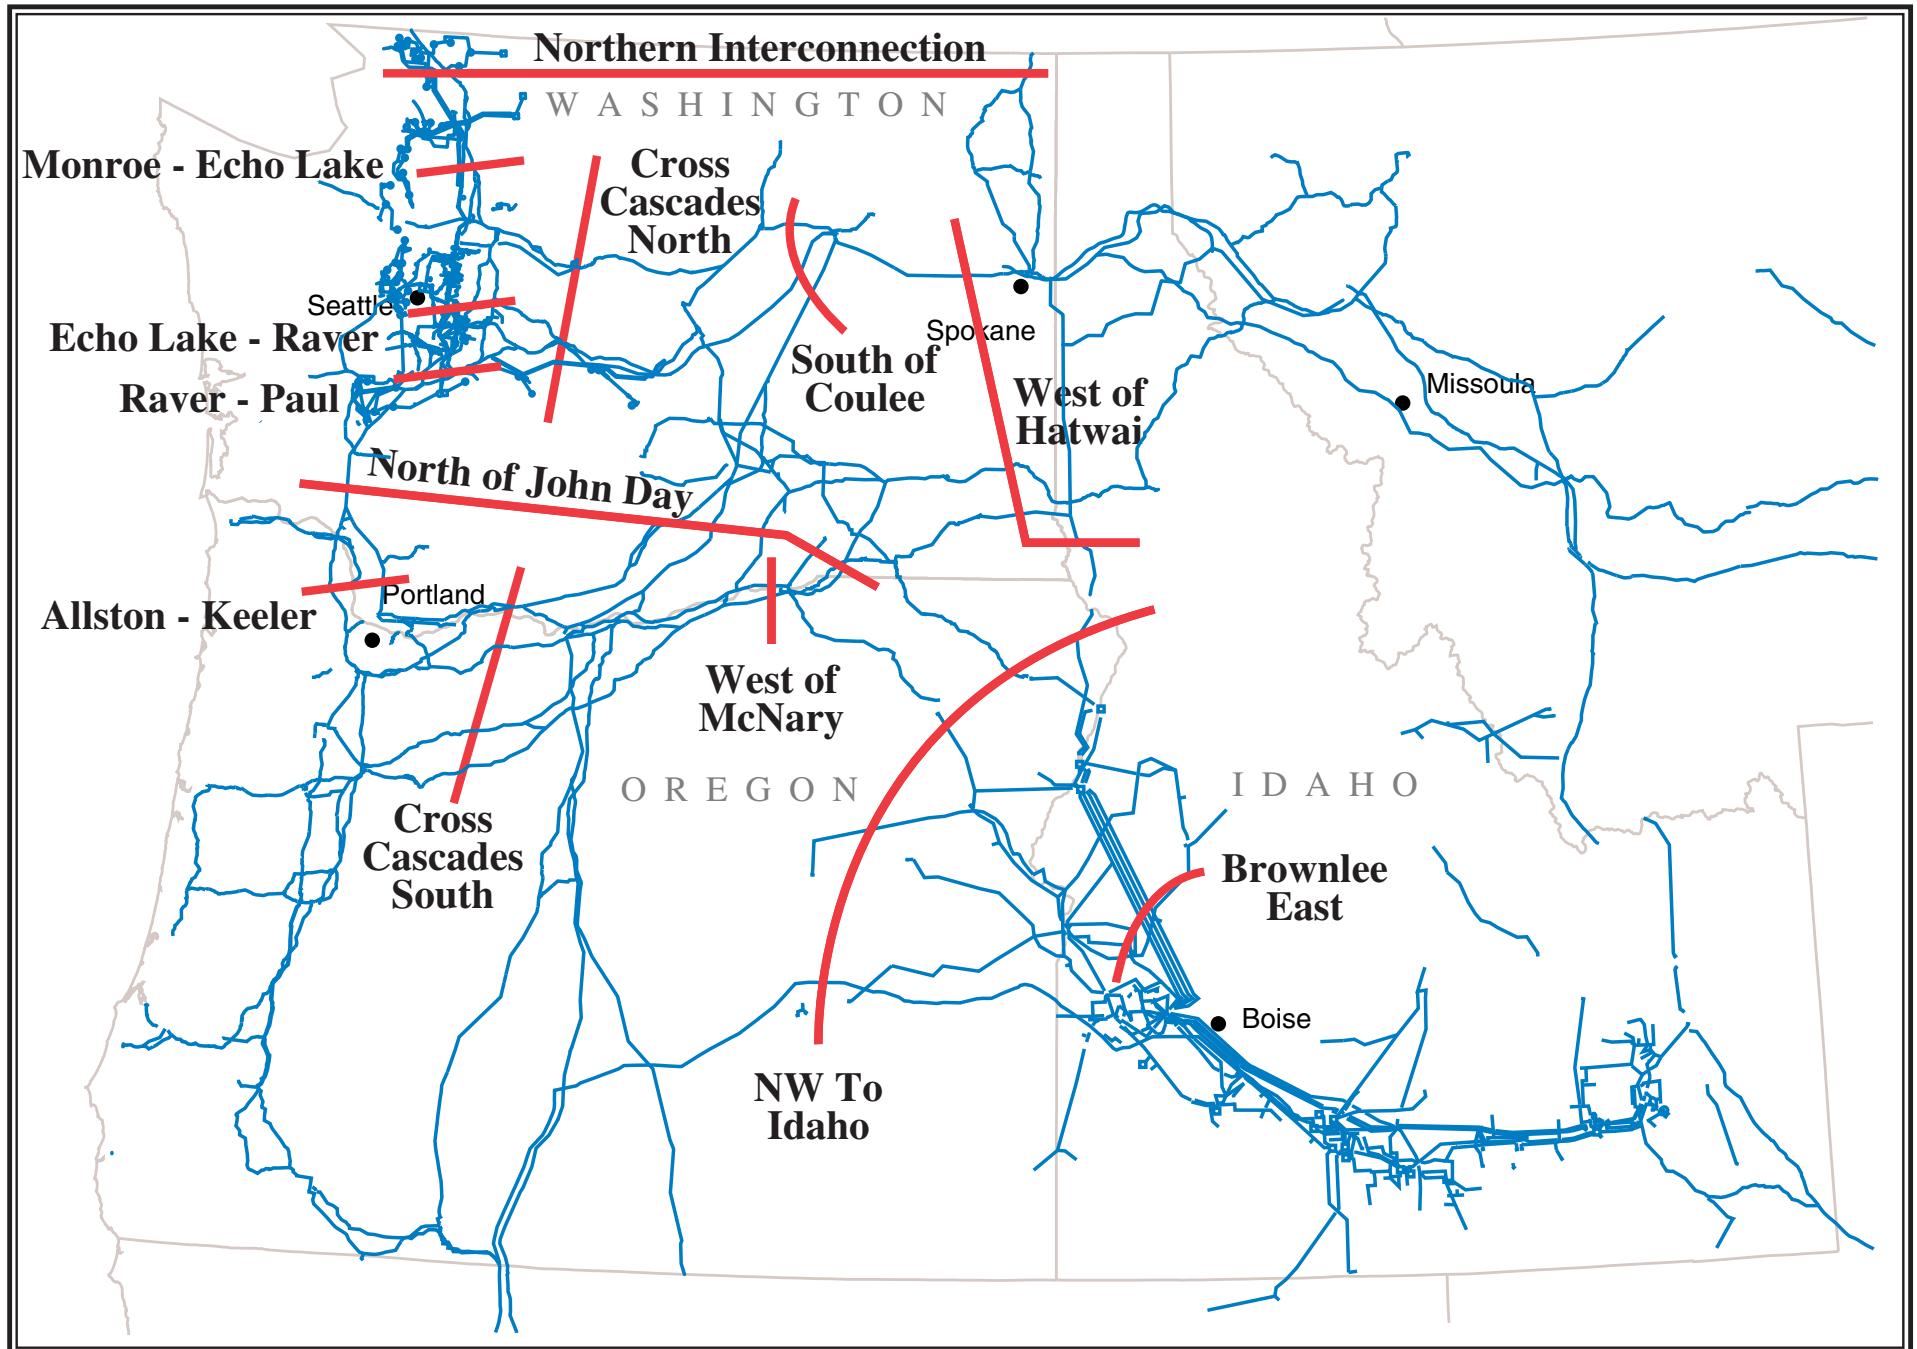 Northern Interconnection
WASHINGTON
Monroe - Echo Lake
Cross
Cascades
North
Seattle
Echo Lake - Raver
Spokane
South of
Coulee
Raver - Paul
West of
Hatwai
Missoula
North of John Day
Portland
Allston - Keeler
West of
McNary
OREGON
IDAHO
Cross
Cascades
South
Brownlee
East
Boise
NW To
Idaho